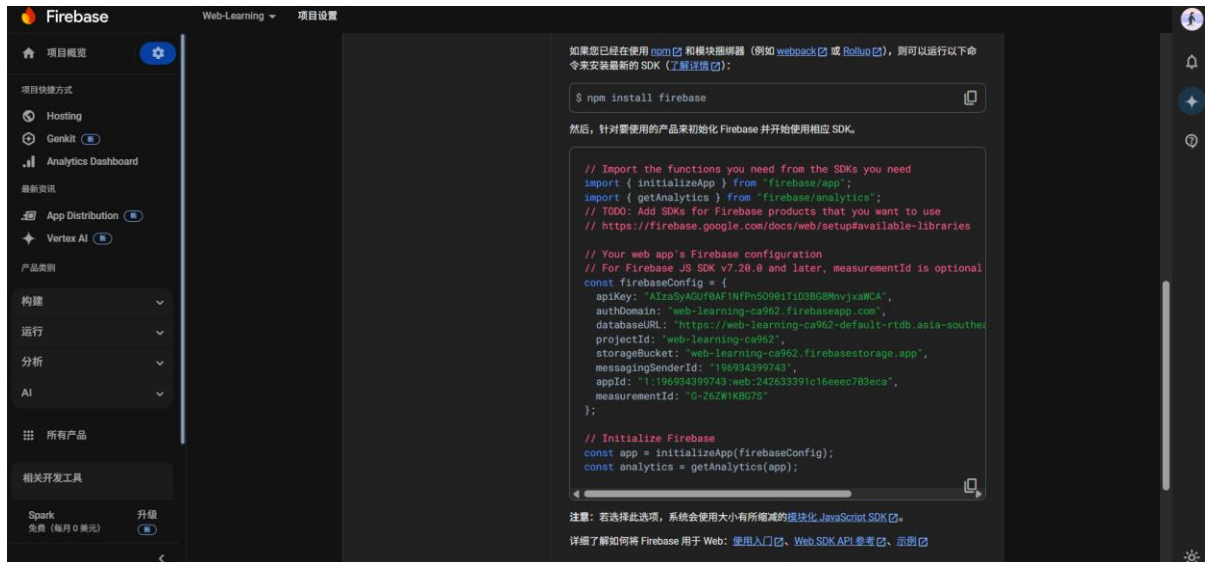 Firebase
Web-Learning
项目设置
项目概览
项目快捷方式
Hosting
Genkit 新
Analytics Dashboard
最新资讯
App Distribution 新
Vertex AI 新
产品类别
构建
运行
分析
AI
所有产品
相关开发工具
Spark
免费（每月 0 美元）
升级
新
如果您已经在使用 npm 和模块捆绑器（例如 webpack 或 Rollup），则可以运行以下命
令来安装最新的 SDK（了解详情）：
$ npm install firebase
然后，针对要使用的产品来初始化 Firebase 并开始使用相应 SDK。
// Import the functions you need from the SDKs you need
import { initializeApp } from "firebase/app";
import { getAnalytics } from "firebase/analytics";
// TODO: Add SDKs for Firebase products that you want to use
// https://firebase.google.com/docs/web/setup#available-libraries
// Your web app's Firebase configuration
// For Firebase JS SDK v7.20.0 and later, measurementId is optional
const firebaseConfig = {
apiKey: "AIzaSyAGUf0AF1NfPn5O90iTiD3BG8MnvjxaWCA",
authDomain: "web-learning-ca962.firebaseapp.com",
databaseURL: "https://web-learning-ca962-default-rtdb.asia-southea
projectId: "web-learning-ca962",
storageBucket: "web-learning-ca962.firebasestorage.app",
messagingSenderId: "196934399743",
appId: "1:196934399743:web:242633391c16eeec703eca",
measurementId: "G-Z6ZW1KBG7S"
};
// Initialize Firebase
const app = initializeApp(firebaseConfig);
const analytics = getAnalytics(app);
注意：若选择此选项，系统会使用大小有所缩减的模块化 JavaScript SDK。
详细了解如何将 Firebase 用于 Web：使用入门、Web SDK API 参考、示例